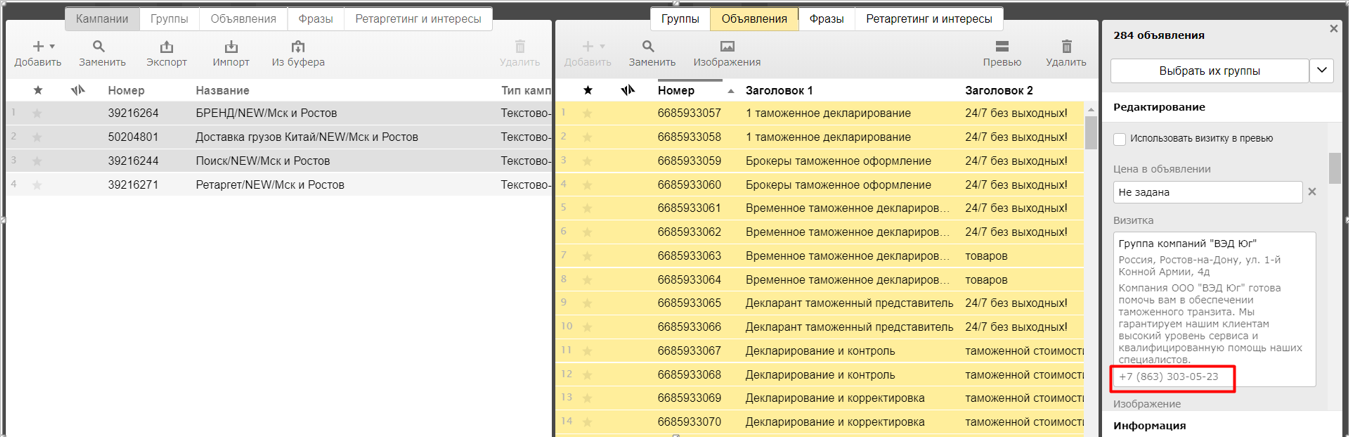 Кампании Группы Объявления Фразы Ретаргетинг и интересы
Добавить Заменить Экспорт Импорт Из буфера Удалить
Номер Название Тип камп
1 39216264 БРЕНД/NEW/Мск и Ростов Текстово-
2 50204801 Доставка грузов Китай/NEW/Мск и Ростов Текстово-
3 39216244 Поиск/NEW/Мск и Ростов Текстово-
4 39216271 Ретаргет/NEW/Мск и Ростов Текстово-
Группы Объявления Фразы Ретаргетинг и интересы
Добавить Заменить Изображения Превью Удалить
Номер Заголовок 1 Заголовок 2
1 6685933057 1 таможенное декларирование 24/7 без выходных!
2 6685933058 1 таможенное декларирование 24/7 без выходных!
3 6685933059 Брокеры таможенное оформление 24/7 без выходных!
4 6685933060 Брокеры таможенное оформление 24/7 без выходных!
5 6685933061 Временное таможенное деклариров... 24/7 без выходных!
6 6685933062 Временное таможенное деклариров... 24/7 без выходных!
7 6685933063 Временное таможенное деклариров... товаров
8 6685933064 Временное таможенное деклариров... товаров
9 6685933065 Декларант таможенный представитель 24/7 без выходных!
10 6685933066 Декларант таможенный представитель 24/7 без выходных!
11 6685933067 Декларирование и контроль таможенной стоимост
12 6685933068 Декларирование и контроль таможенной стоимост
13 6685933069 Декларирование и корректировка таможенной стоимост
14 6685933070 Декларирование и корректировка таможенной стоимост
284 объявления
Выбрать их группы
Редактирование
Использовать визитку в превью
Цена в объявлении
Не задана
Визитка
Группа компаний "ВЭД Юг"
Россия, Ростов-на-Дону, ул. 1-й
Конной Армии, 4д
Компания ООО "ВЭД Юг" готова
помочь вам в обеспечении
таможенного транзита. Мы
гарантируем нашим клиентам
высокий уровень сервиса и
квалифицированную помощь наших
специалистов.
+7 (863) 303-05-23
Изображение
Информация